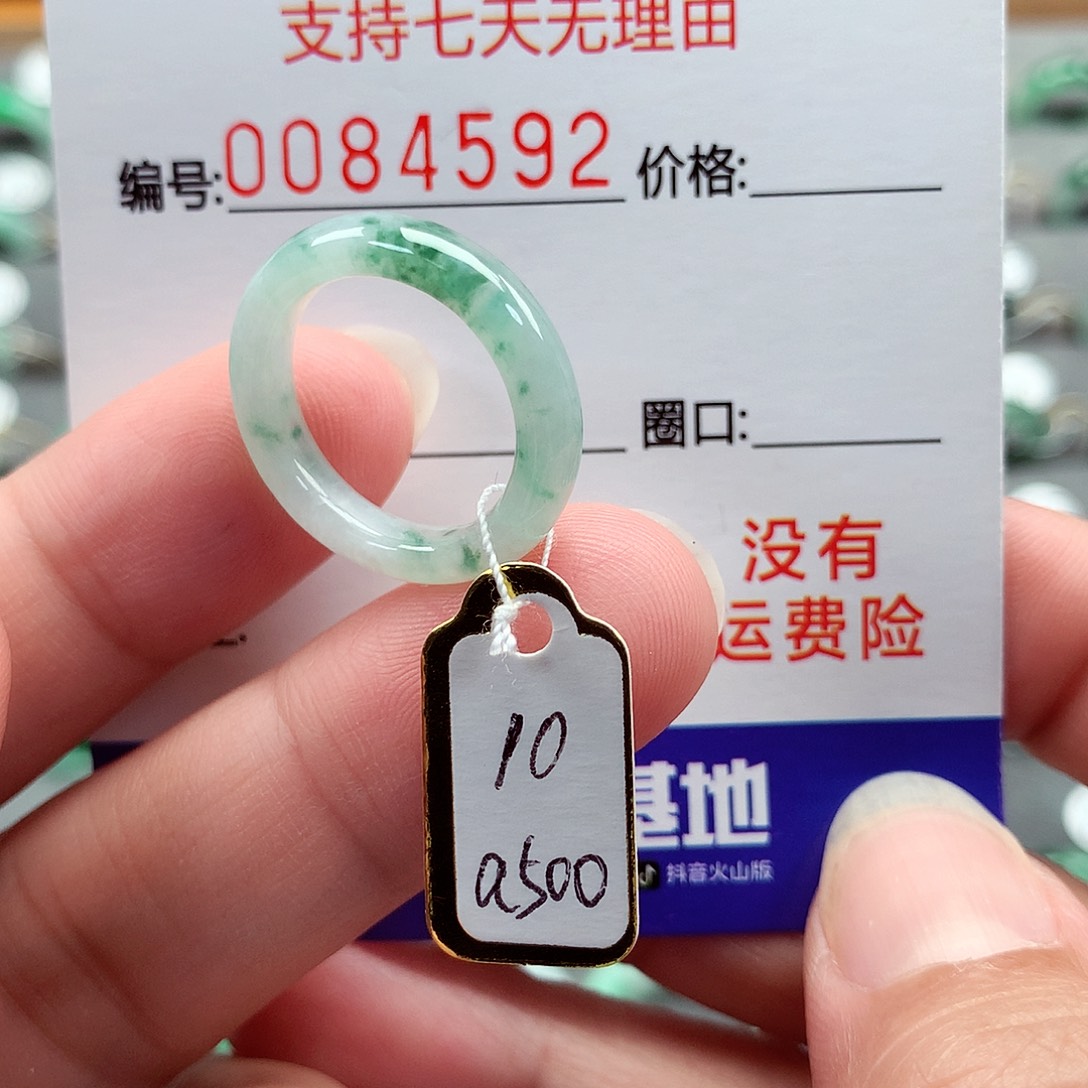 支持七天无理由
编号:0084592 价格:
圈口:
没有
运费险
10
a500
基地
抖音火山版